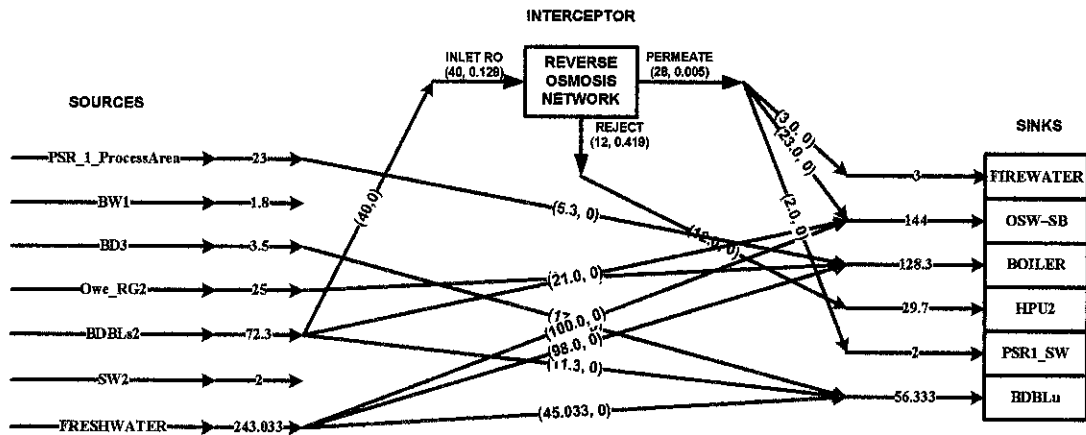 INTERCEPTOR
INLET RO
(40, 0.128)
REVERSE
OSMOSIS
NETWORK
PERMEATE
(28, 0.005)
REJECT
(12, 0.419)
SOURCES
SINKS
PSR_1_ProcessArea
23
BW1
1.8
BD3
3.5
Owe_RG2
25
BDBLs2
72.3
SW2
2
FRESHWATER
243.033
(40,0)
(3.0, 0)
(23.0, 0)
(2.0, 0)
(5.3, 0)
(12.0, 0)
(21.0, 0)
(100.0, 0)
(98.0, 0)
11.3, 0)
(45.033, 0)
3
FIREWATER
144
OSW–SB
128.3
BOILER
29.7
HPU2
2
PSR1_SW
56.333
BDBLu